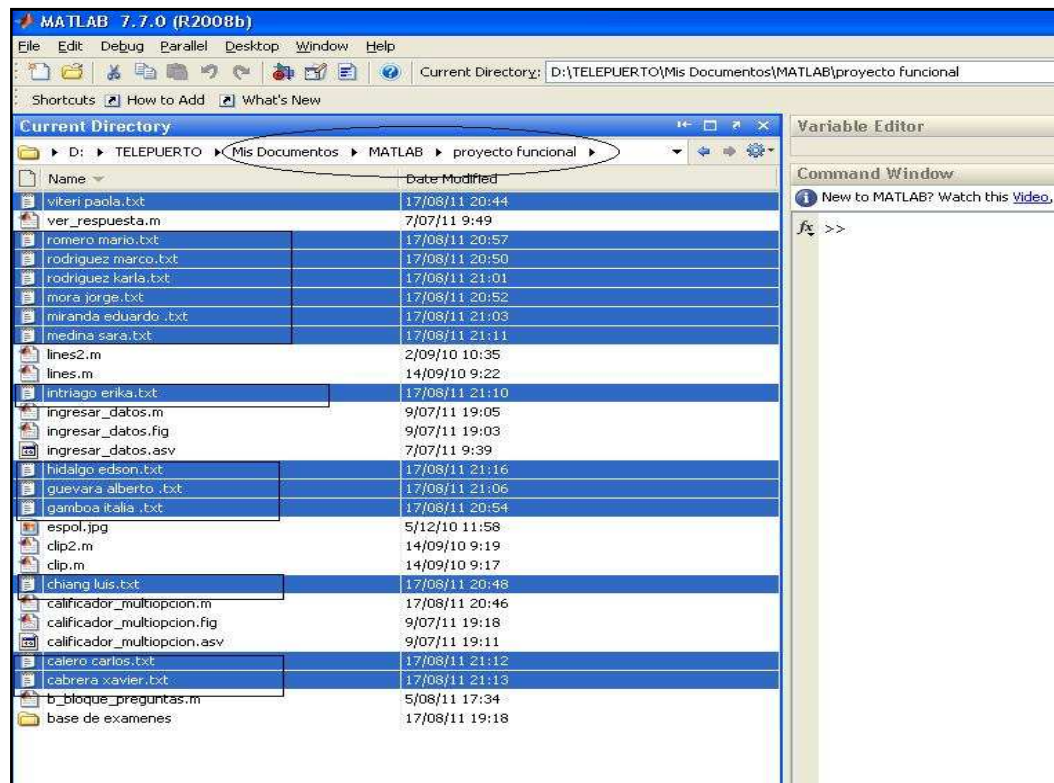 MATLAB 7.7.0 (R2008b)
File Edit Debug Parallel Desktop Window Help
Current Directory: D:\TELEPUERTO\Mis Documentos\MATLAB\proyecto funcional
Shortcuts How to Add What's New
Current Directory
D: TELEPUERTO Mis Documentos MATLAB proyecto funcional
Name Date Modified
viteri paola.txt 17/08/11 20:44
ver_respuesta.m 7/07/11 9:49
romero mario.txt 17/08/11 20:57
rodriguez marco.txt 17/08/11 20:50
rodriguez karla.txt 17/08/11 21:01
mora jorge.txt 17/08/11 20:52
miranda eduardo .txt 17/08/11 21:03
medina sara.txt 17/08/11 21:11
lines2.m 2/09/10 10:35
lines.m 14/09/10 9:22
intriago erika.txt 17/08/11 21:10
ingresar_datos.m 9/07/11 19:05
ingresar_datos.fig 9/07/11 19:03
ingresar_datos.asv 7/07/11 9:39
hidalgo edson.txt 17/08/11 21:16
guevara alberto .txt 17/08/11 21:06
gamboa italia .txt 17/08/11 20:54
espol.jpg 5/12/10 11:58
clip2.m 14/09/10 9:19
clip.m 14/09/10 9:17
chiang luis.txt 17/08/11 20:48
calificador_multiopcion.m 17/08/11 20:46
calificador_multiopcion.fig 9/07/11 19:18
calificador_multiopcion.asv 9/07/11 19:11
calero carlos.txt 17/08/11 21:12
cabrera xavier.txt 17/08/11 21:13
b_bloque_preguntas.m 5/08/11 17:34
base de examenes 17/08/11 19:18
Variable Editor
Command Window
New to MATLAB? Watch this Video,
fx >>